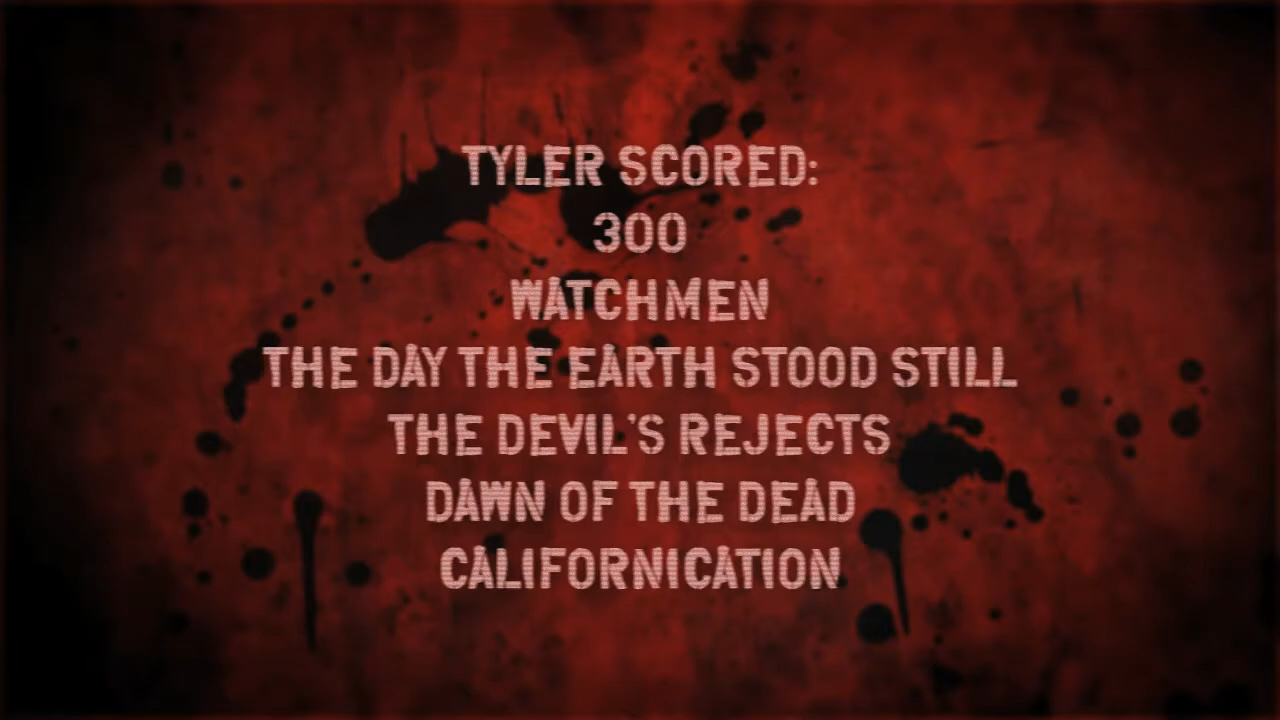 TYLER SCORED:
300
WATCHMEN
THE DAY THE EARTH STOOD STILL
THE DEVIL'S REJECTS
DAWN OF THE DEAD
CALIFORNICATION